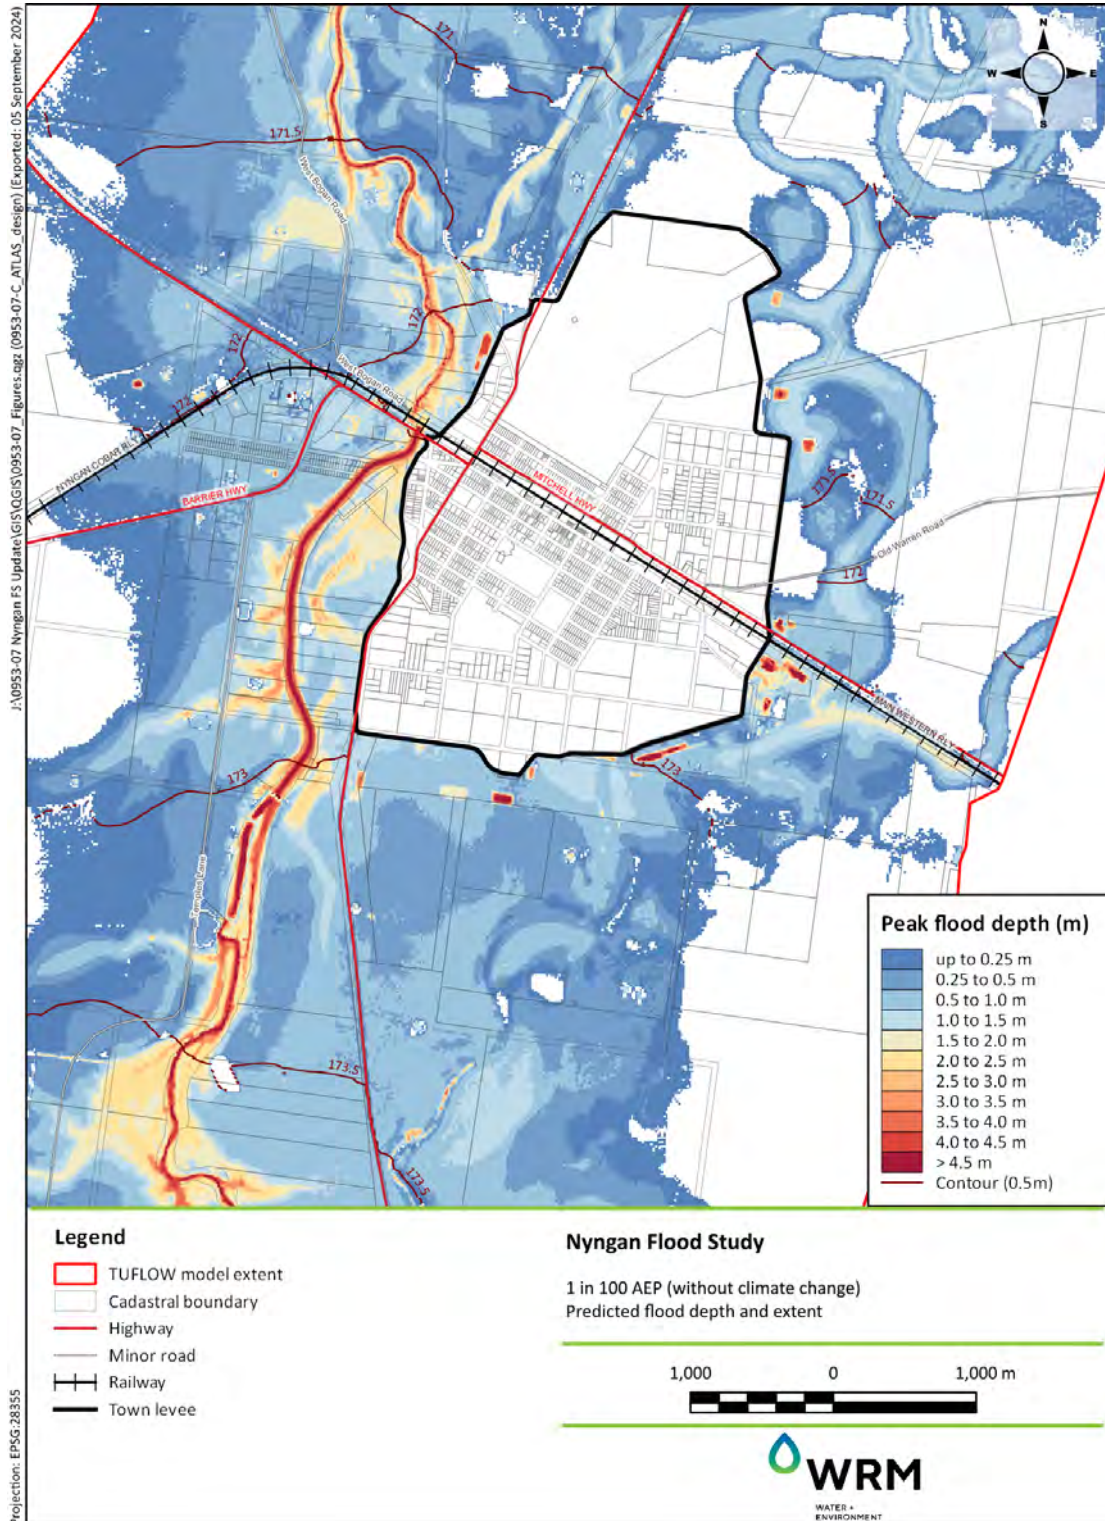 J:\0953-07 Nyngan FS Update\GIS\QGIS\0953-07_Figures.qgz (0953-07-C_ATLAS_design) (Exported: 05 September 2024)
Projection: EPSG:28355
N
W
E
S
171
171.5
West Bogan Road
172
172
West Bogan Road
172
NYNGAN COBAR RLY
BARRIER HWY
MITCHELL HWY
171.5
171.5
Old Warren Road
172
MAIN WESTERN RLY
173
173
Temples Lane
173.5
173.5
Peak flood depth (m)
up to 0.25 m
0.25 to 0.5 m
0.5 to 1.0 m
1.0 to 1.5 m
1.5 to 2.0 m
2.0 to 2.5 m
2.5 to 3.0 m
3.0 to 3.5 m
3.5 to 4.0 m
4.0 to 4.5 m
> 4.5 m
Contour (0.5m)
Legend
TUFLOW model extent
Cadastral boundary
Highway
Minor road
Railway
Town levee
Nyngan Flood Study
1 in 100 AEP (without climate change)
Predicted flood depth and extent
1,000 0 1,000 m
WRM
WATER +
ENVIRONMENT